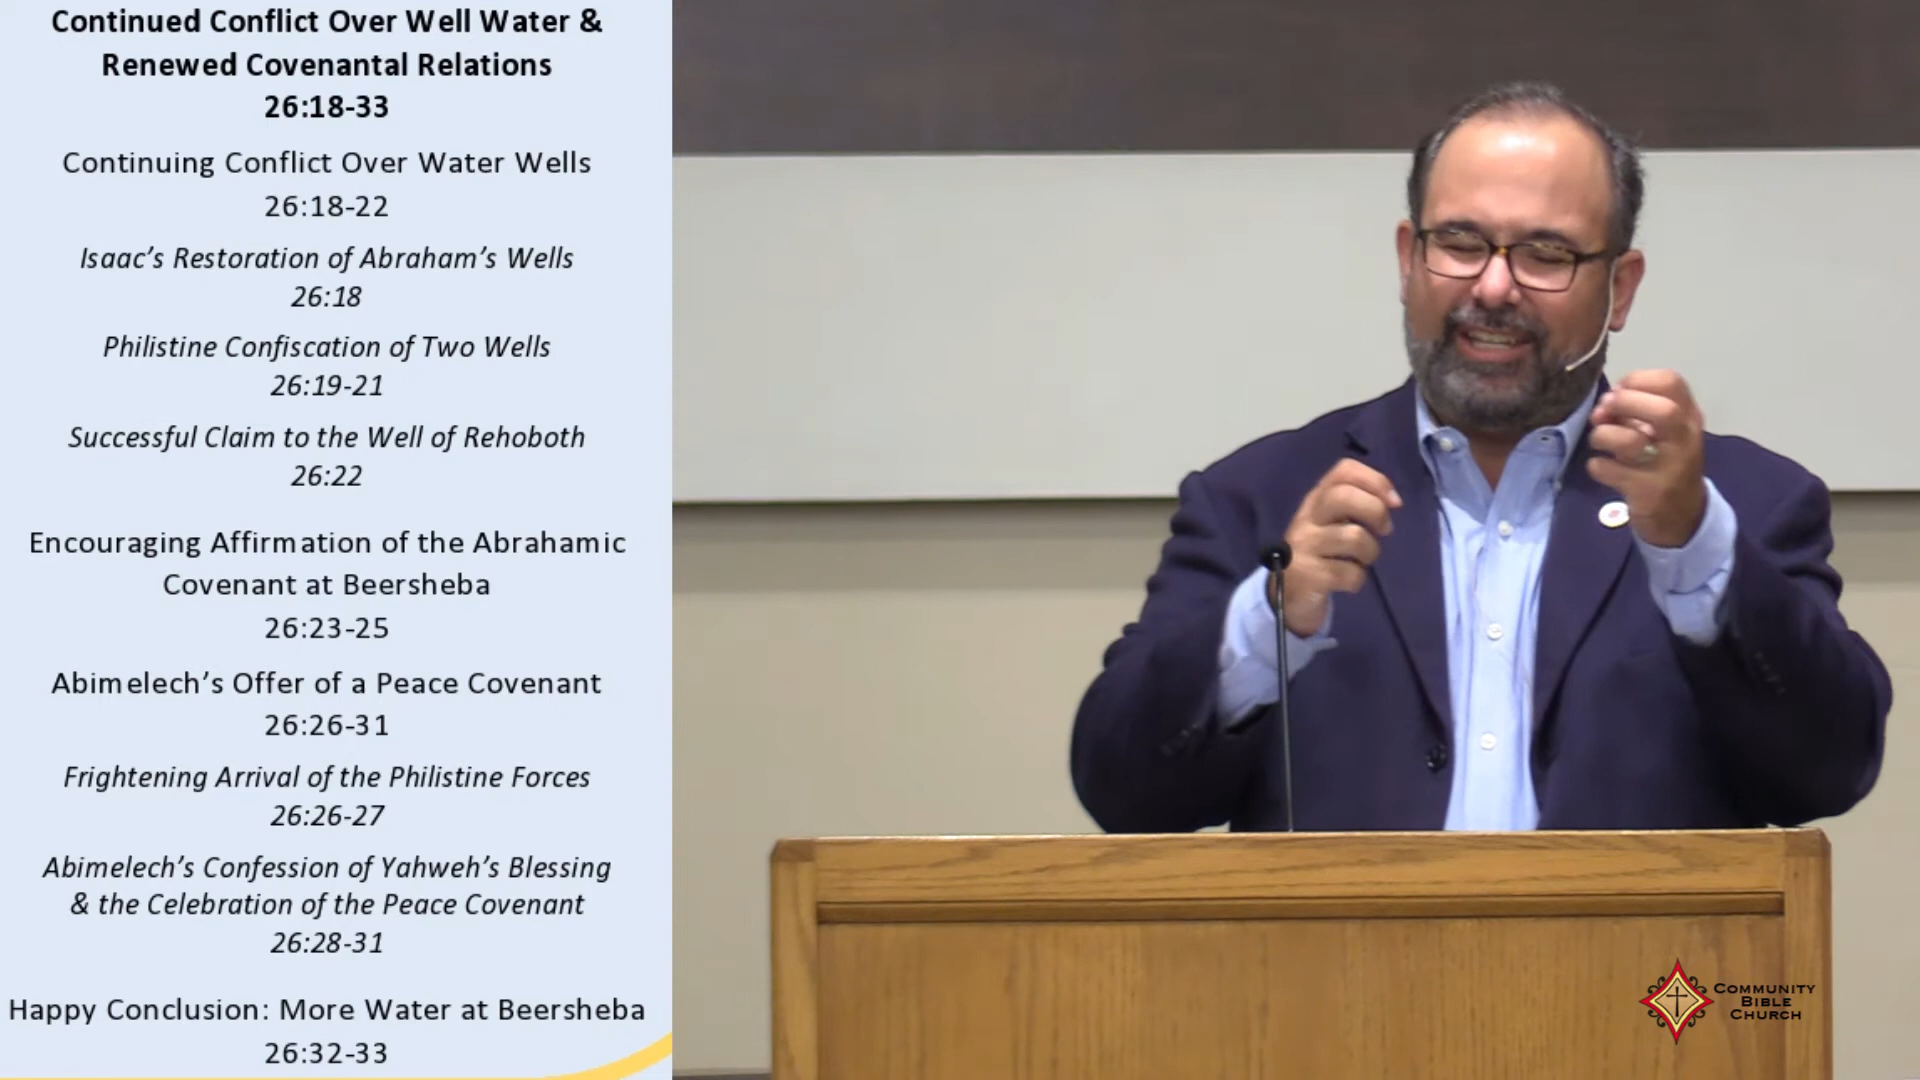 Continued Conflict Over Well Water &
Renewed Covenantal Relations
26:18-33
Continuing Conflict Over Water Wells
26:18-22
Isaac's Restoration of Abraham's Wells
26:18
Philistine Confiscation of Two Wells
26:19-21
Successful Claim to the Well of Rehoboth
26:22
Encouraging Affirmation of the Abrahamic
Covenant at Beersheba
26:23-25
Abimelech's Offer of a Peace Covenant
26:26-31
Frightening Arrival of the Philistine Forces
26:26-27
Abimelech's Confession of Yahweh's Blessing
& the Celebration of the Peace Covenant
26:28-31
Happy Conclusion: More Water at Beersheba
26:32-33
COMMUNITY
BIBLE
CHURCH